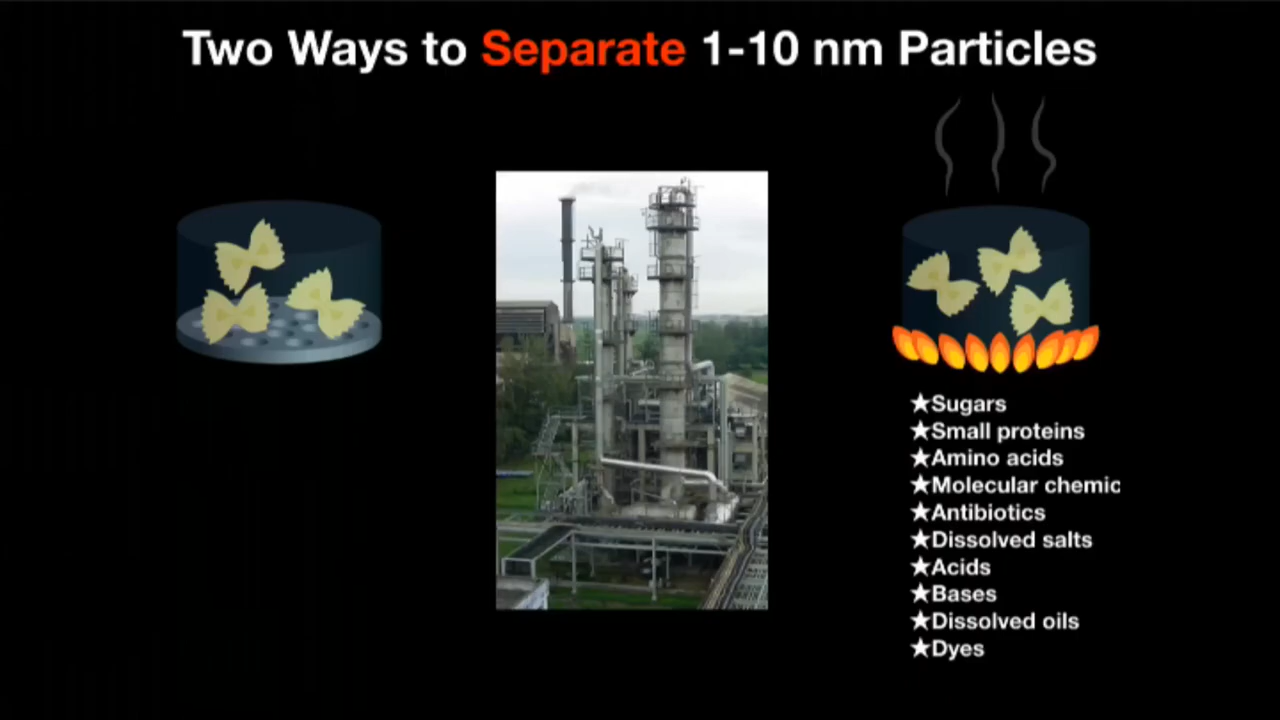 Two Ways to Separate 1-10 nm Particles
★Sugars
★Small proteins
★Amino acids
★Molecular chemic
★Antibiotics
★Dissolved salts
★Acids
★Bases
★Dissolved oils
★Dyes